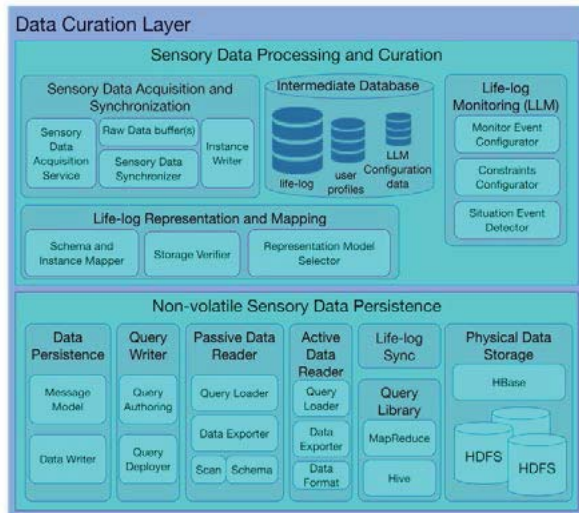 Data Curation Layer
Sensory Data Processing and Curation
Sensory Data Acquisition and
Synchronization
Sensory
Data
Acquisition
Service
Raw Data buffer(s)
Sensory Data
Synchronizer
Instance
Writer
Intermediate Database
life-log
user
profiles
LLM
Configuration
data
Life-log
Monitoring (LLM)
Monitor Event
Configurator
Constraints
Configurator
Situation Event
Detector
Life-log Representation and Mapping
Schema and
Instance Mapper
Storage Verifier
Representation Model
Selector
Non-volatile Sensory Data Persistence
Data
Persistence
Message
Model
Data Writer
Query
Writer
Query
Authoring
Query
Deployer
Passive Data
Reader
Query Loader
Data Exporter
Scan
Schema
Active
Data
Reader
Query
Loader
Data
Exporter
Data
Format
Life-log
Sync
Query
Library
MapReduce
Hive
Physical Data
Storage
HBase
HDFS
HDFS